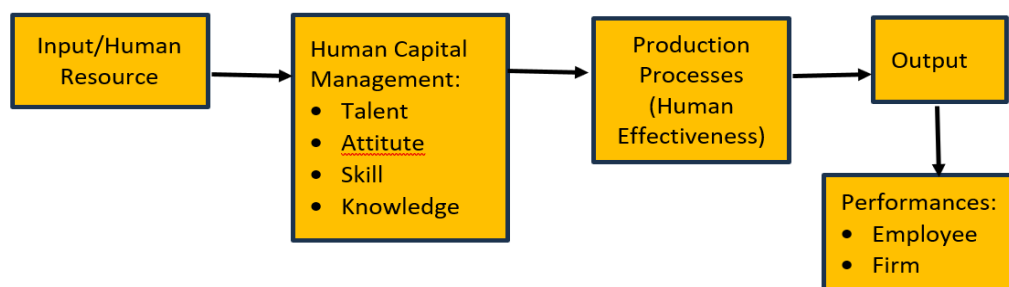 Input/Human
Resource
Human Capital
Management:
• Talent
• Attitute
• Skill
• Knowledge
Production
Processes
(Human
Effectiveness)
Output
Performances:
• Employee
• Firm